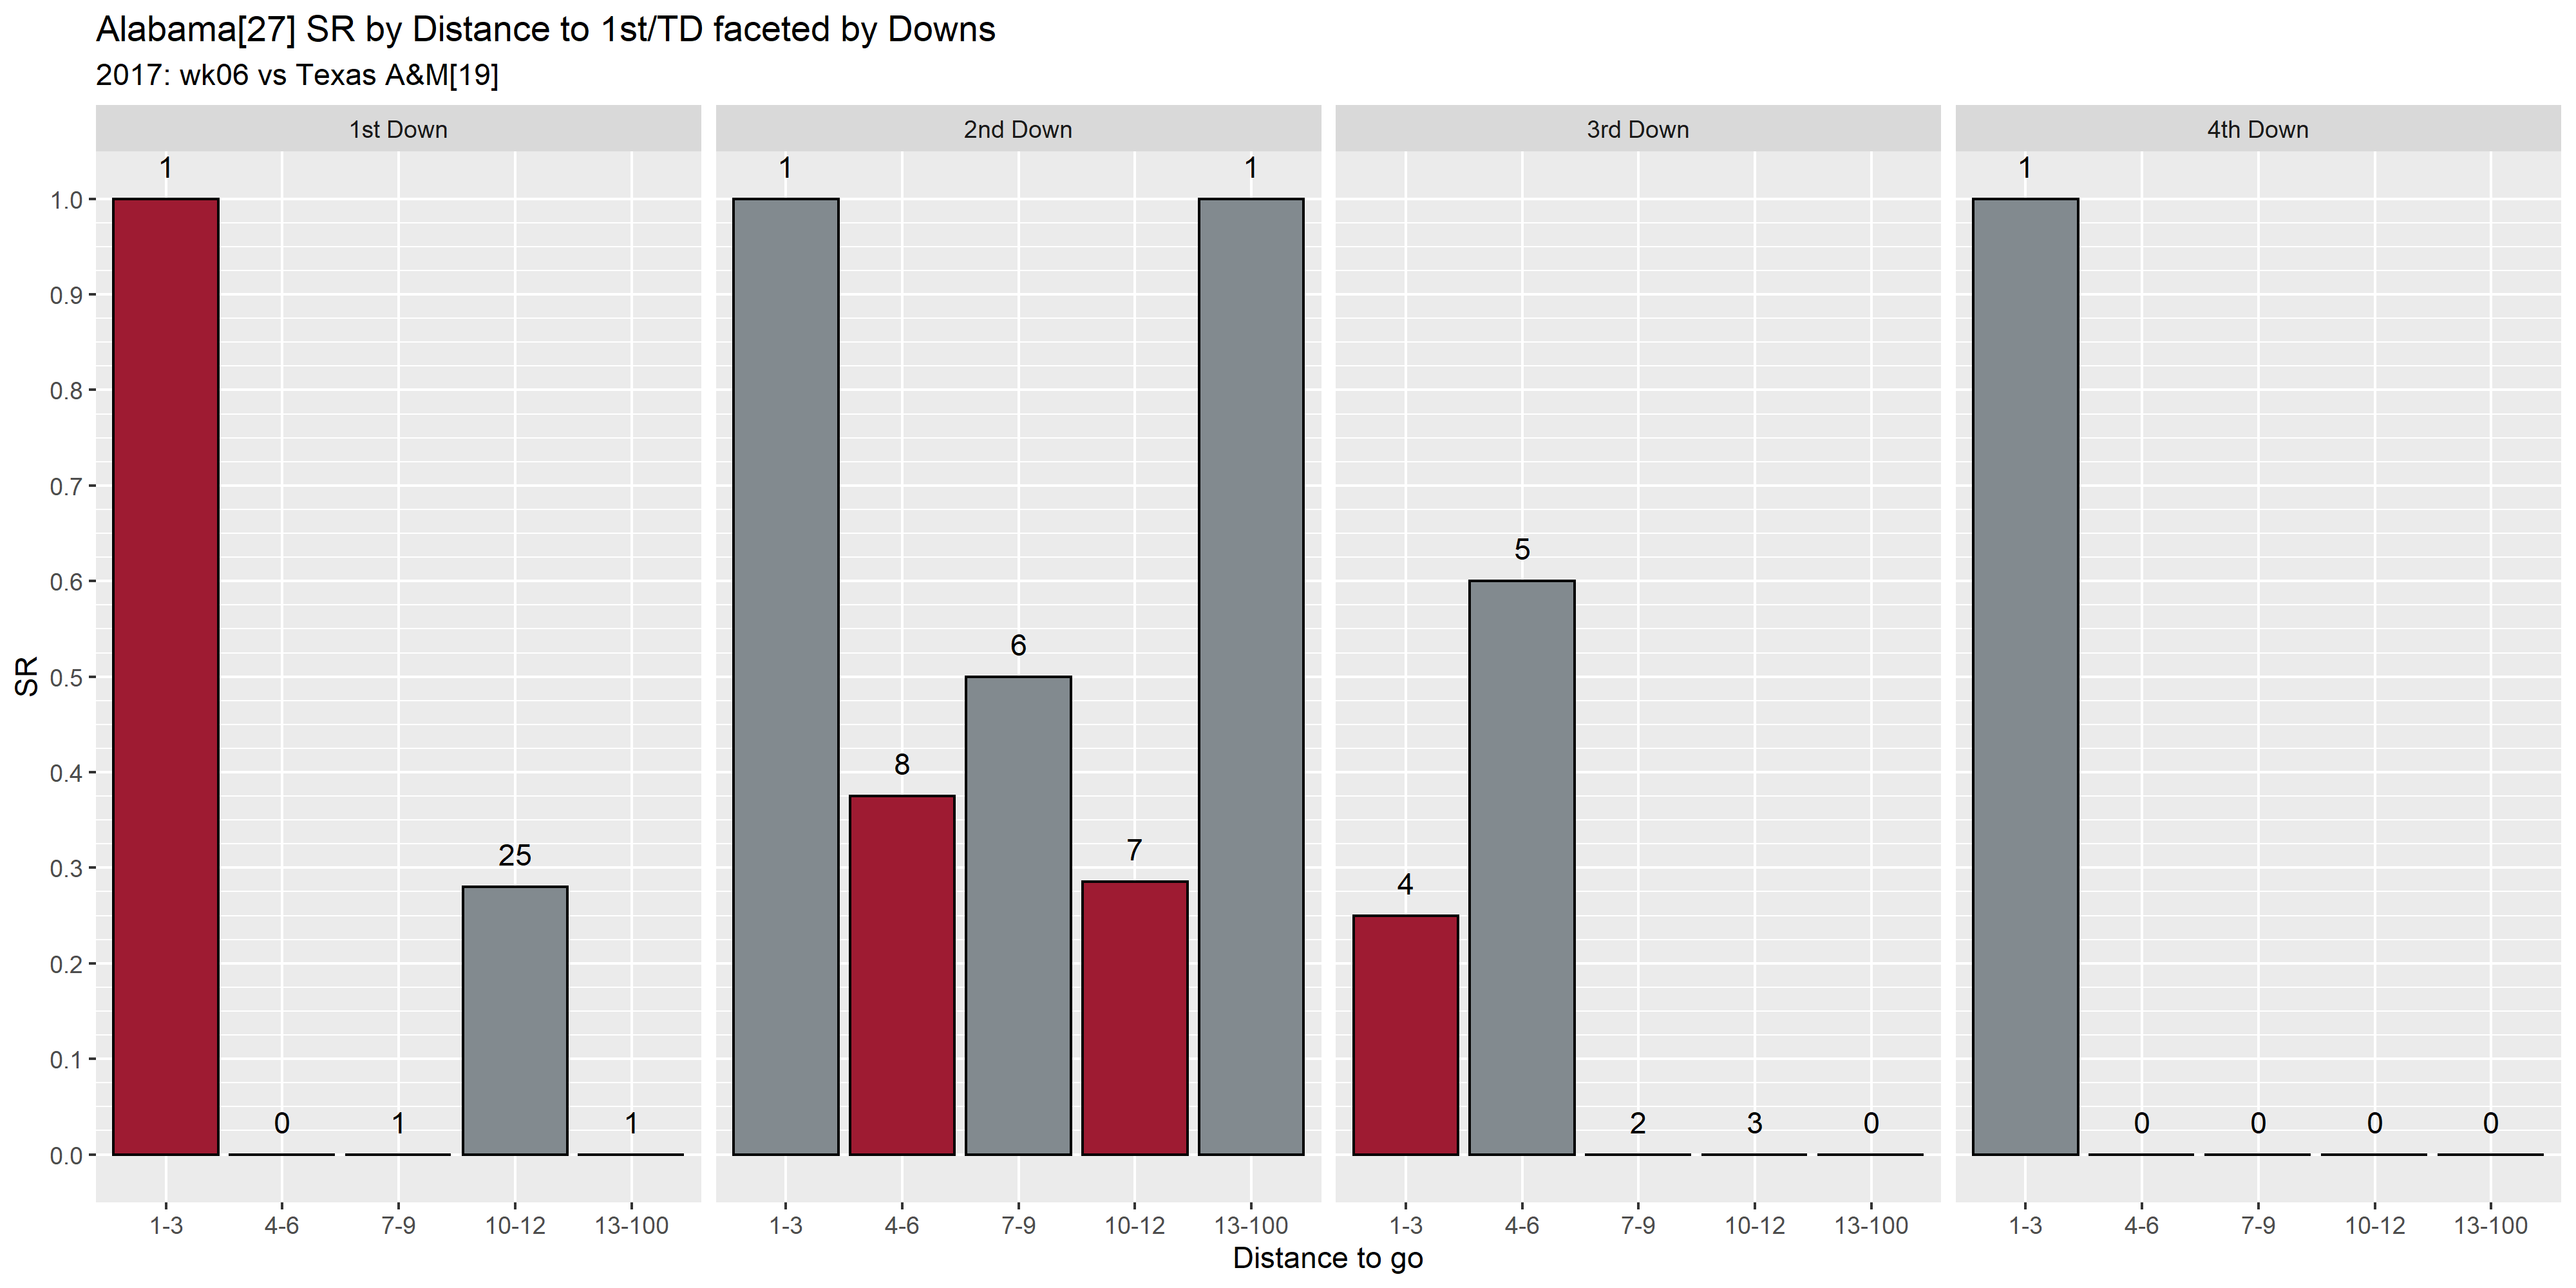 Alabama[27] SR by Distance to 1st/TD faceted by Downs
2017: wk06 vs Texas A&M[19]
1st Down 2nd Down 3rd Down 4th Down
1 1 1 1
1.0
0.9
0.8
0.7
0.6
0.5
0.4
0.3
0.2
0.1
0.0
SR
0 1 25 1
8 6 7
4 5 2 3 0
0 0 0 0
1-3 4-6 7-9 10-12 13-100 1-3 4-6 7-9 10-12 13-100 1-3 4-6 7-9 10-12 13-100 1-3 4-6 7-9 10-12 13-100
Distance to go